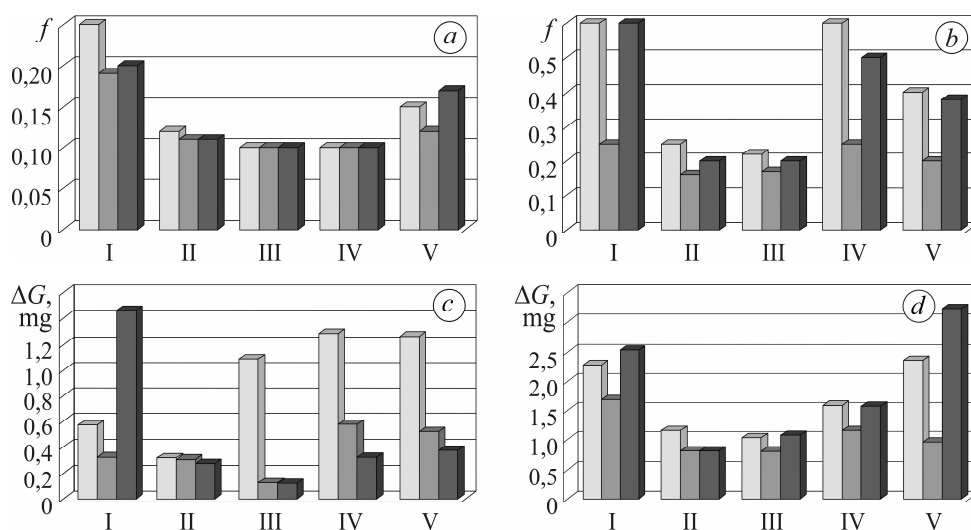 f
a
0,20
0,15
0,10
0,05
0
I II III IV V
f
b
0,5
0,4
0,3
0,2
0,1
0
I II III IV V
ΔG,
mg
c
1,2
1,0
0,8
0,6
0,4
0,2
0
I II III IV V
ΔG,
mg
d
2,5
2,0
1,5
1,0
0,5
0
I II III IV V